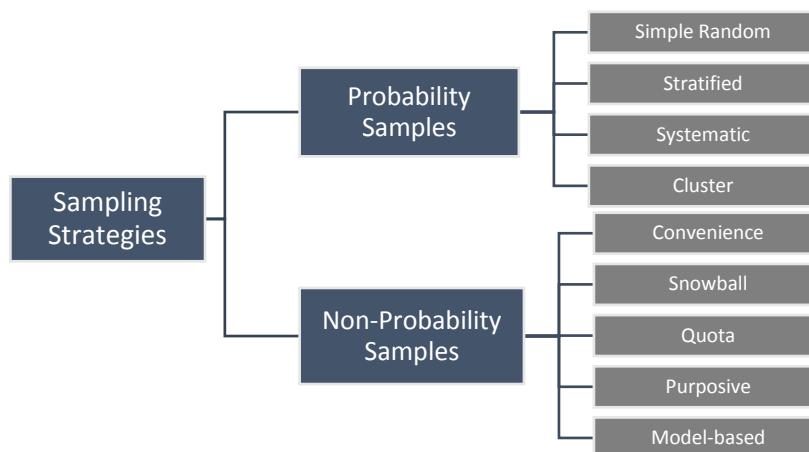 Sampling
Strategies
Probability
Samples
Simple Random
Stratified
Systematic
Cluster
Non-Probability
Samples
Convenience
Snowball
Quota
Purposive
Model-based